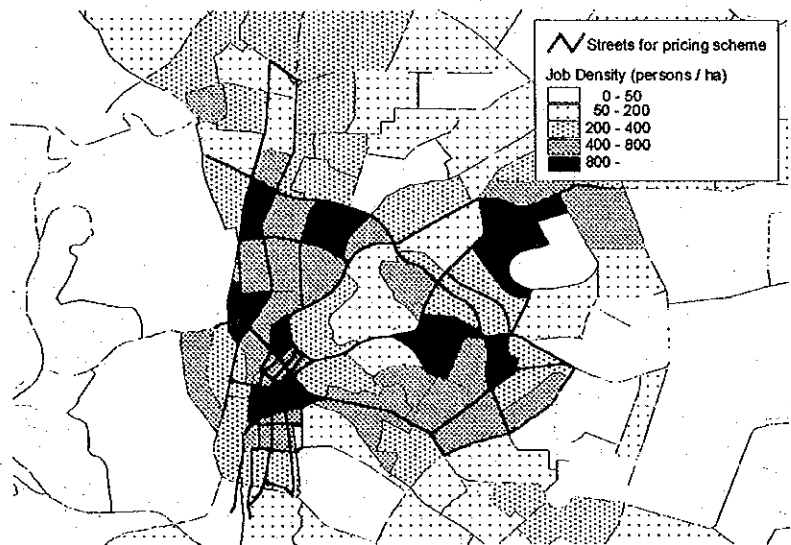 Streets for pricing scheme
Job Density (persons / ha)
0 - 50
50 - 200
200 - 400
400 - 800
800 -